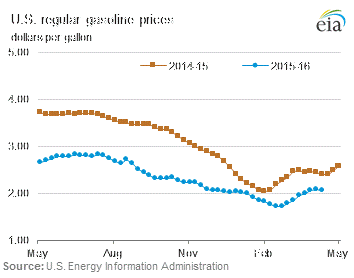 U.S. regular gasoline prices
dollars per gallon
eia
5.00
2014-15
2015-16
4.00
3.00
2.00
1.00
May Aug Nov Feb May
Source: U.S. Energy Information Administration